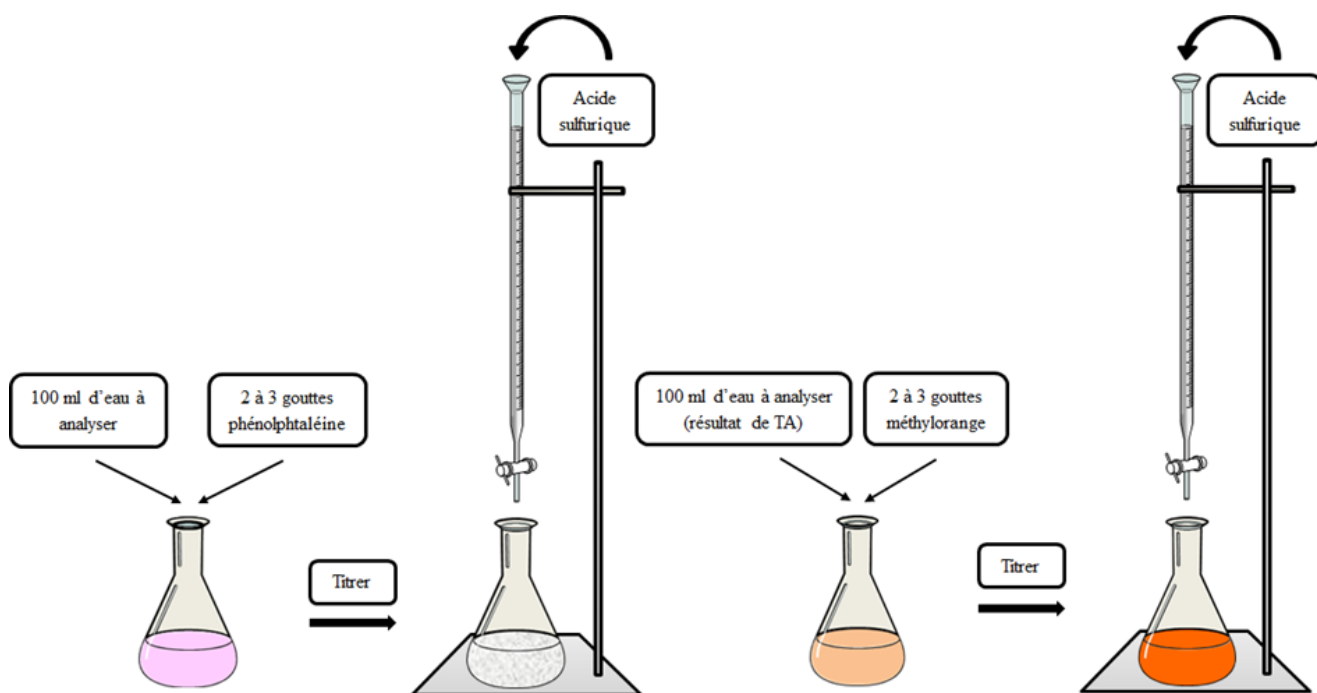 Acide
sulfurique
Acide
sulfurique
100 ml d'eau à
analyser
2 à 3 gouttes
phénolphtaléine
100 ml d'eau à analyser
(résultat de TA)
2 à 3 gouttes
méthylorange
Titrer
Titrer